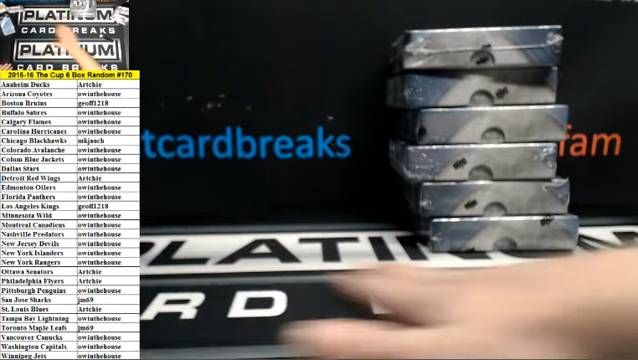 PLATINUM
CARD BREAKS
PLATINUM
CARD BREAKS
2015-16 The Cup 6 Box Random #170
Anaheim Ducks Artchie
Arizona Coyotes owinthehouse
Boston Bruins geoff1218
Buffalo Sabres owinthehouse
Calgary Flames owinthehouse
Carolina Hurricanes owinthehouse
Chicago Blackhawks mkjauch
Colorado Avalanche owinthehouse
Colum Blue Jackets owinthehouse
Dallas Stars owinthehouse
Detroit Red Wings Artchie
Edmonton Oilers owinthehouse
Florida Panthers owinthehouse
Los Angeles Kings geoff1218
Minnesota Wild owinthehouse
Montreal Canadiens owinthehouse
Nashville Predators owinthehouse
New Jersey Devils owinthehouse
New York Islanders owinthehouse
New York Rangers owinthehouse
Ottawa Senators Artchie
Philadelphia Flyers Artchie
Pittsburgh Penguins owinthehouse
San Jose Sharks jm69
St. Louis Blues Artchie
Tampa Bay Lightning owinthehouse
Toronto Maple Leafs jm69
Vancouver Canucks owinthehouse
Washington Capitals owinthehouse
Winnipeg Jets owinthehouse
tcardbreaks fam
PLATINUM
ARD